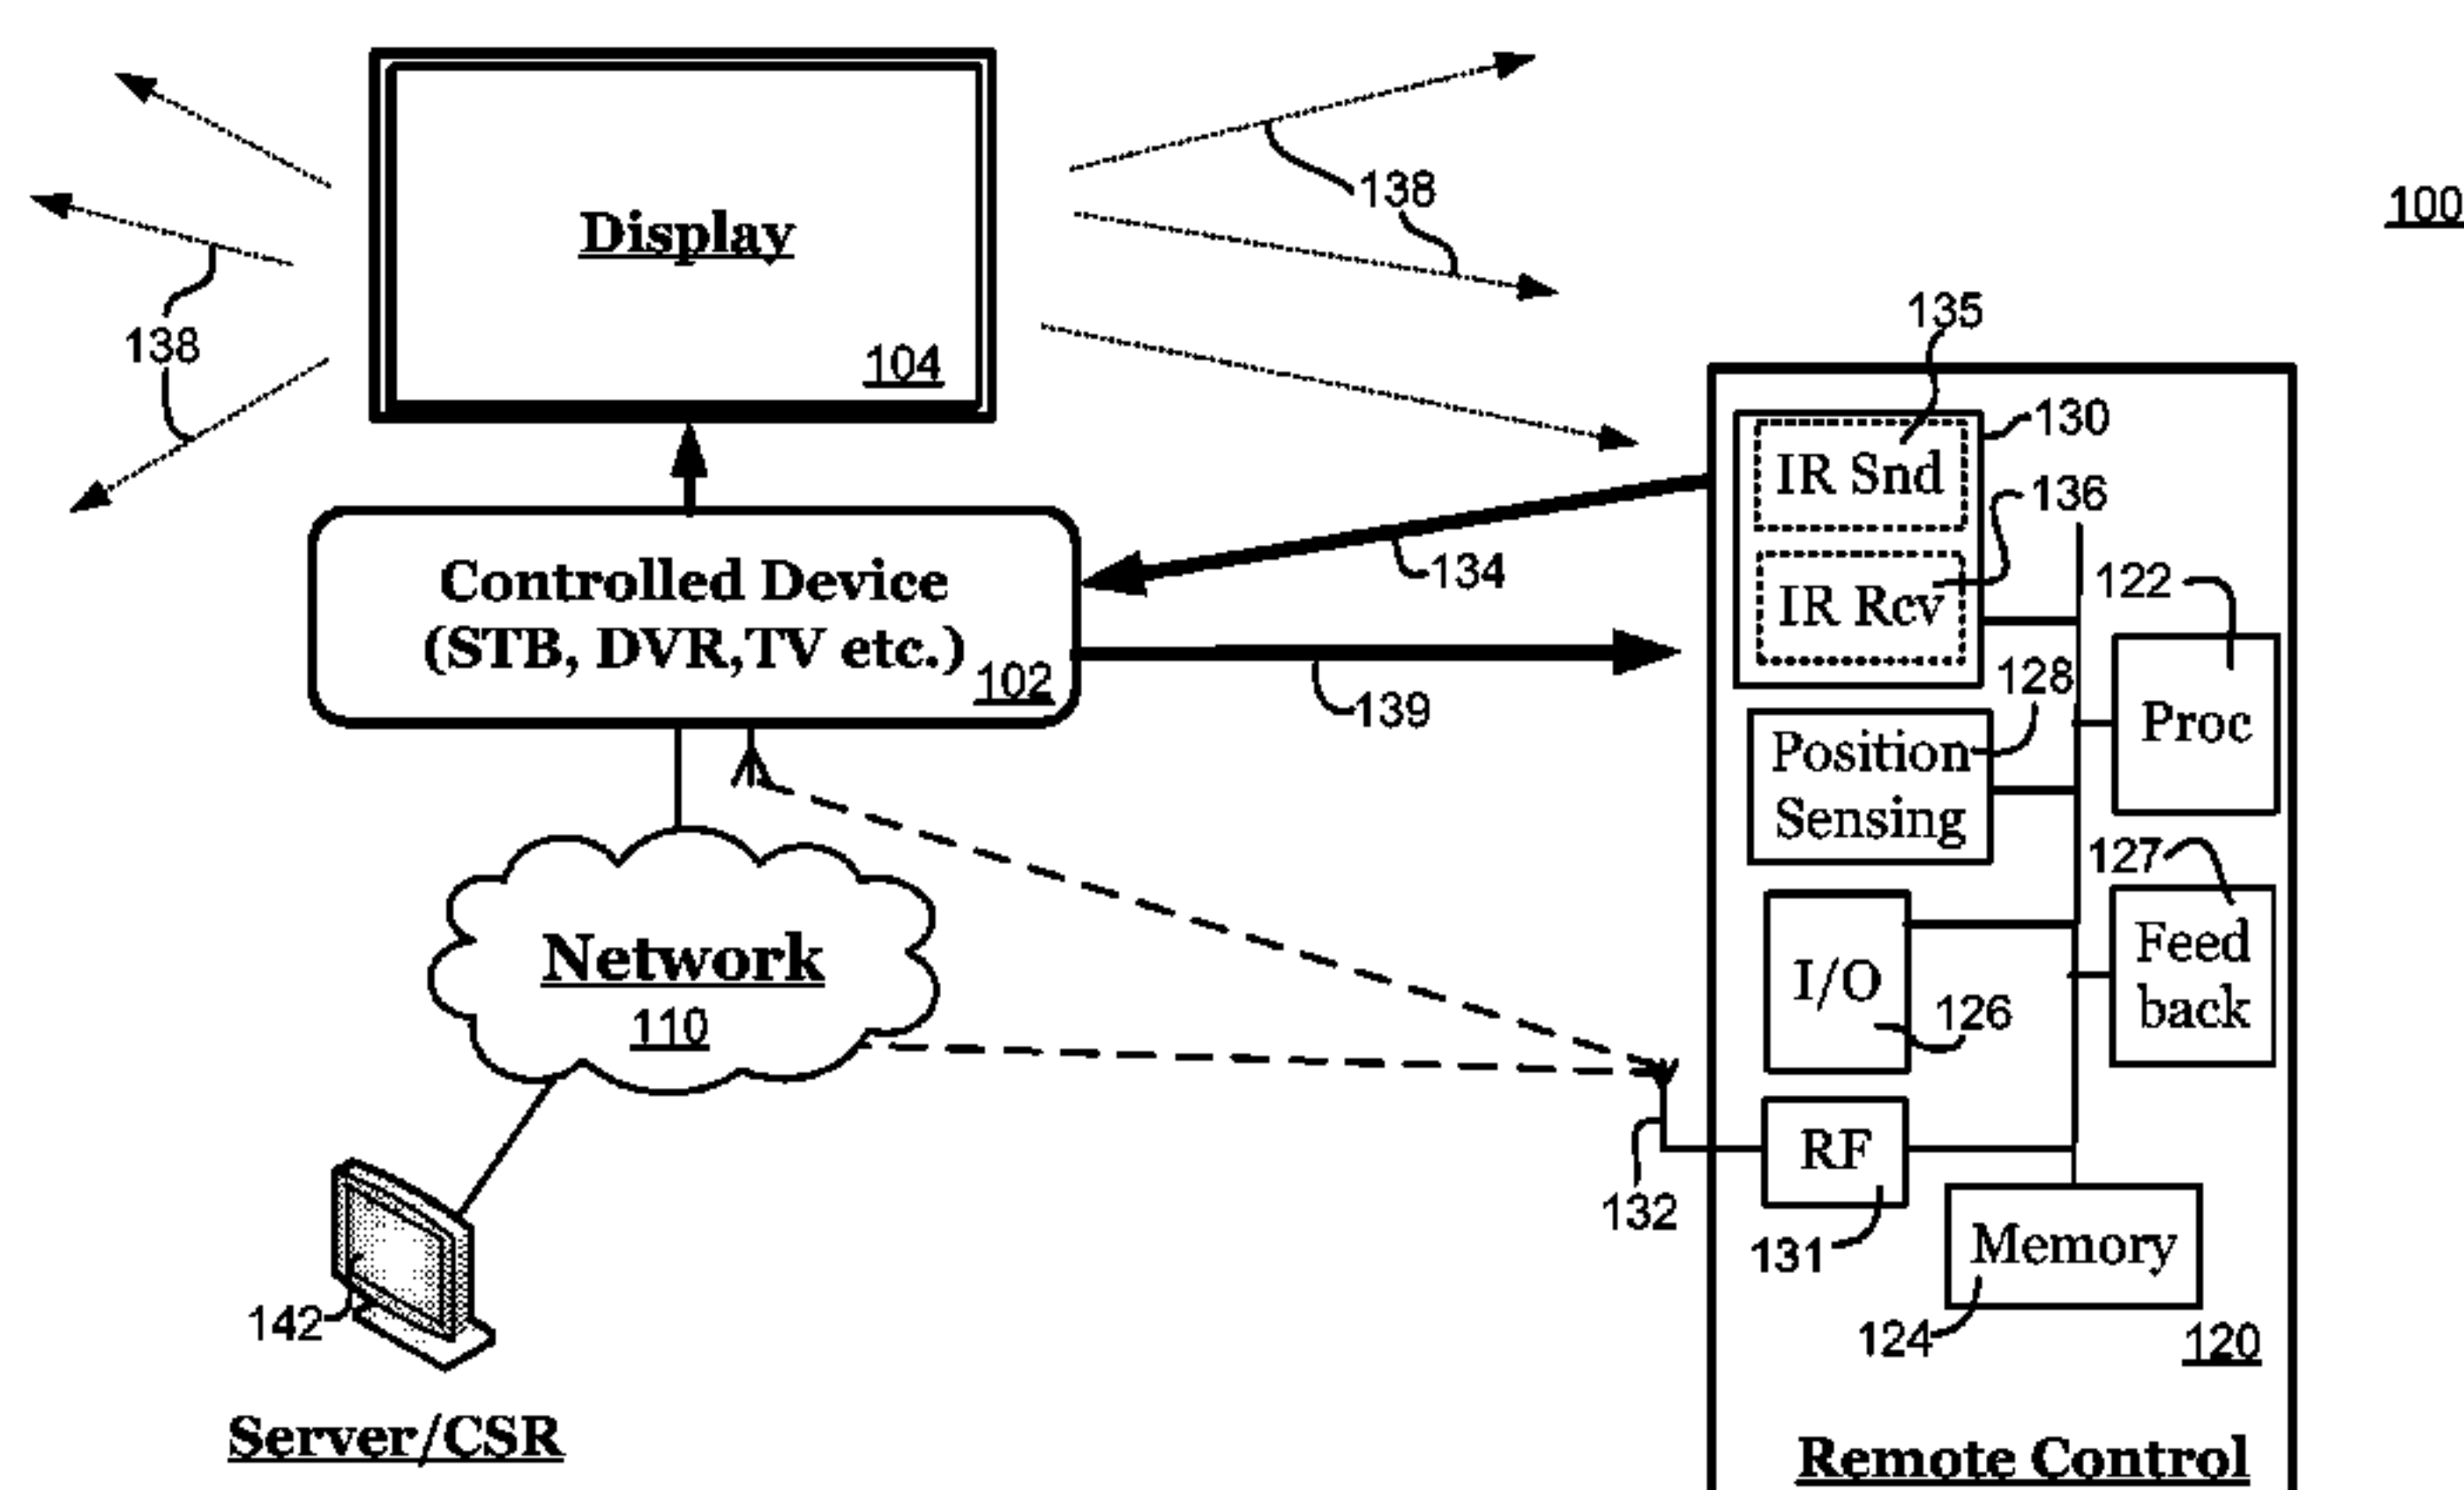 138
100
Display
104
138
135
130
IR Snd
136
IR Rcv
134
122
Controlled Device
(STB, DVR,TV etc.)
102
139
128
Proc
Position
Sensing
127
Feed
back
I/O
126
Network
110
RF
132
131
Memory
124
120
142
Server/CSR
Remote Control